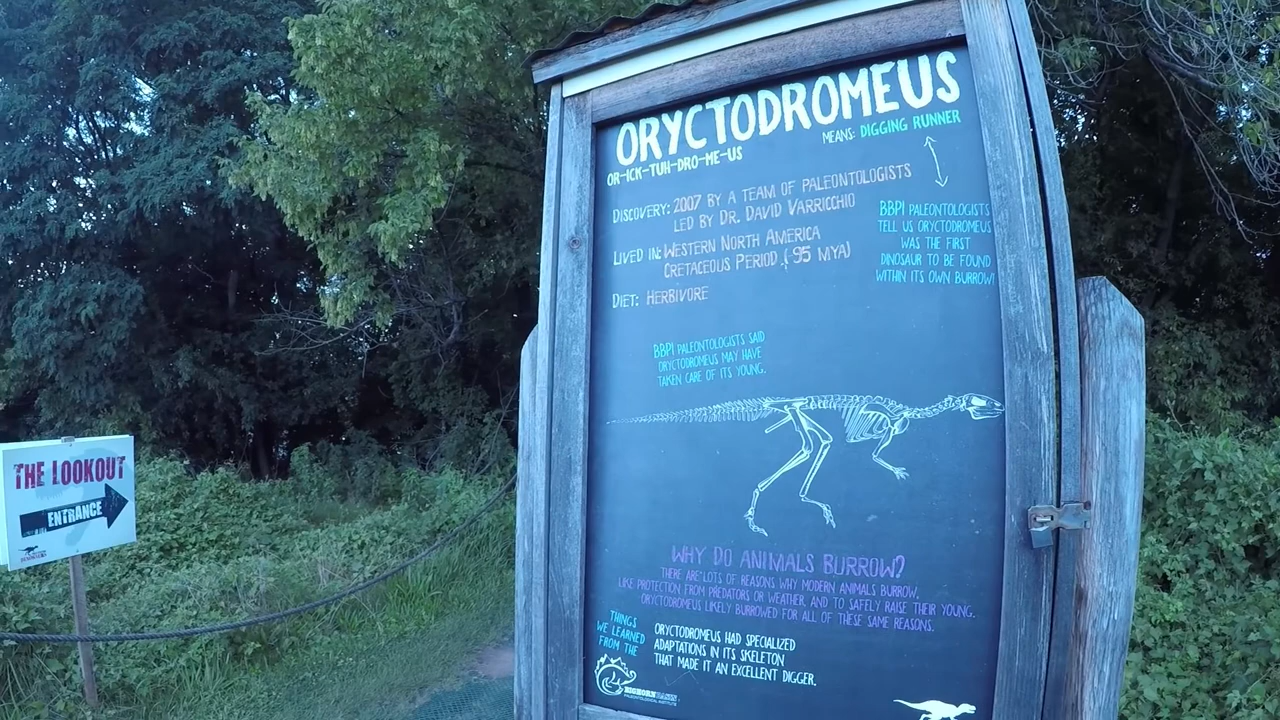 ORYCTODROMEUS
OR-ICK-TUH-DRO-ME-US
MEANS: DIGGING RUNNER
DISCOVERY: 2007 BY A TEAM OF PALEONTOLOGISTS
LED BY DR. DAVID VARRICCHIO
LIVED IN: WESTERN NORTH AMERICA
CRETACEOUS PERIOD ( 95 MYA)
DIET: HERBIVORE
BBPI PALEONTOLOGISTS
TELL US ORYCTODROMEUS
WAS THE FIRST
DINOSAUR TO BE FOUND
WITHIN ITS OWN BURROW!
BBPI PALEONTOLOGISTS SAID
ORYCTODROMEUS MAY HAVE
TAKEN CARE OF ITS YOUNG.
THE LOOKOUT
ENTRANCE
WHY DO ANIMALS BURROW?
THERE ARE LOTS OF REASONS WHY MODERN ANIMALS BURROW,
LIKE PROTECTION FROM PREDATORS OR WEATHER, AND TO SAFELY RAISE THEIR YOUNG.
ORYCTODROMEUS LIKELY BURROWED FOR ALL OF THESE SAME REASONS.
THINGS
WE LEARNED
FROM THE
BIGHORN BASIN
PALEONTOLOGICAL INSTITUTE
ORYCTODROMEUS HAD SPECIALIZED
ADAPTATIONS IN ITS SKELETON
THAT MADE IT AN EXCELLENT DIGGER.